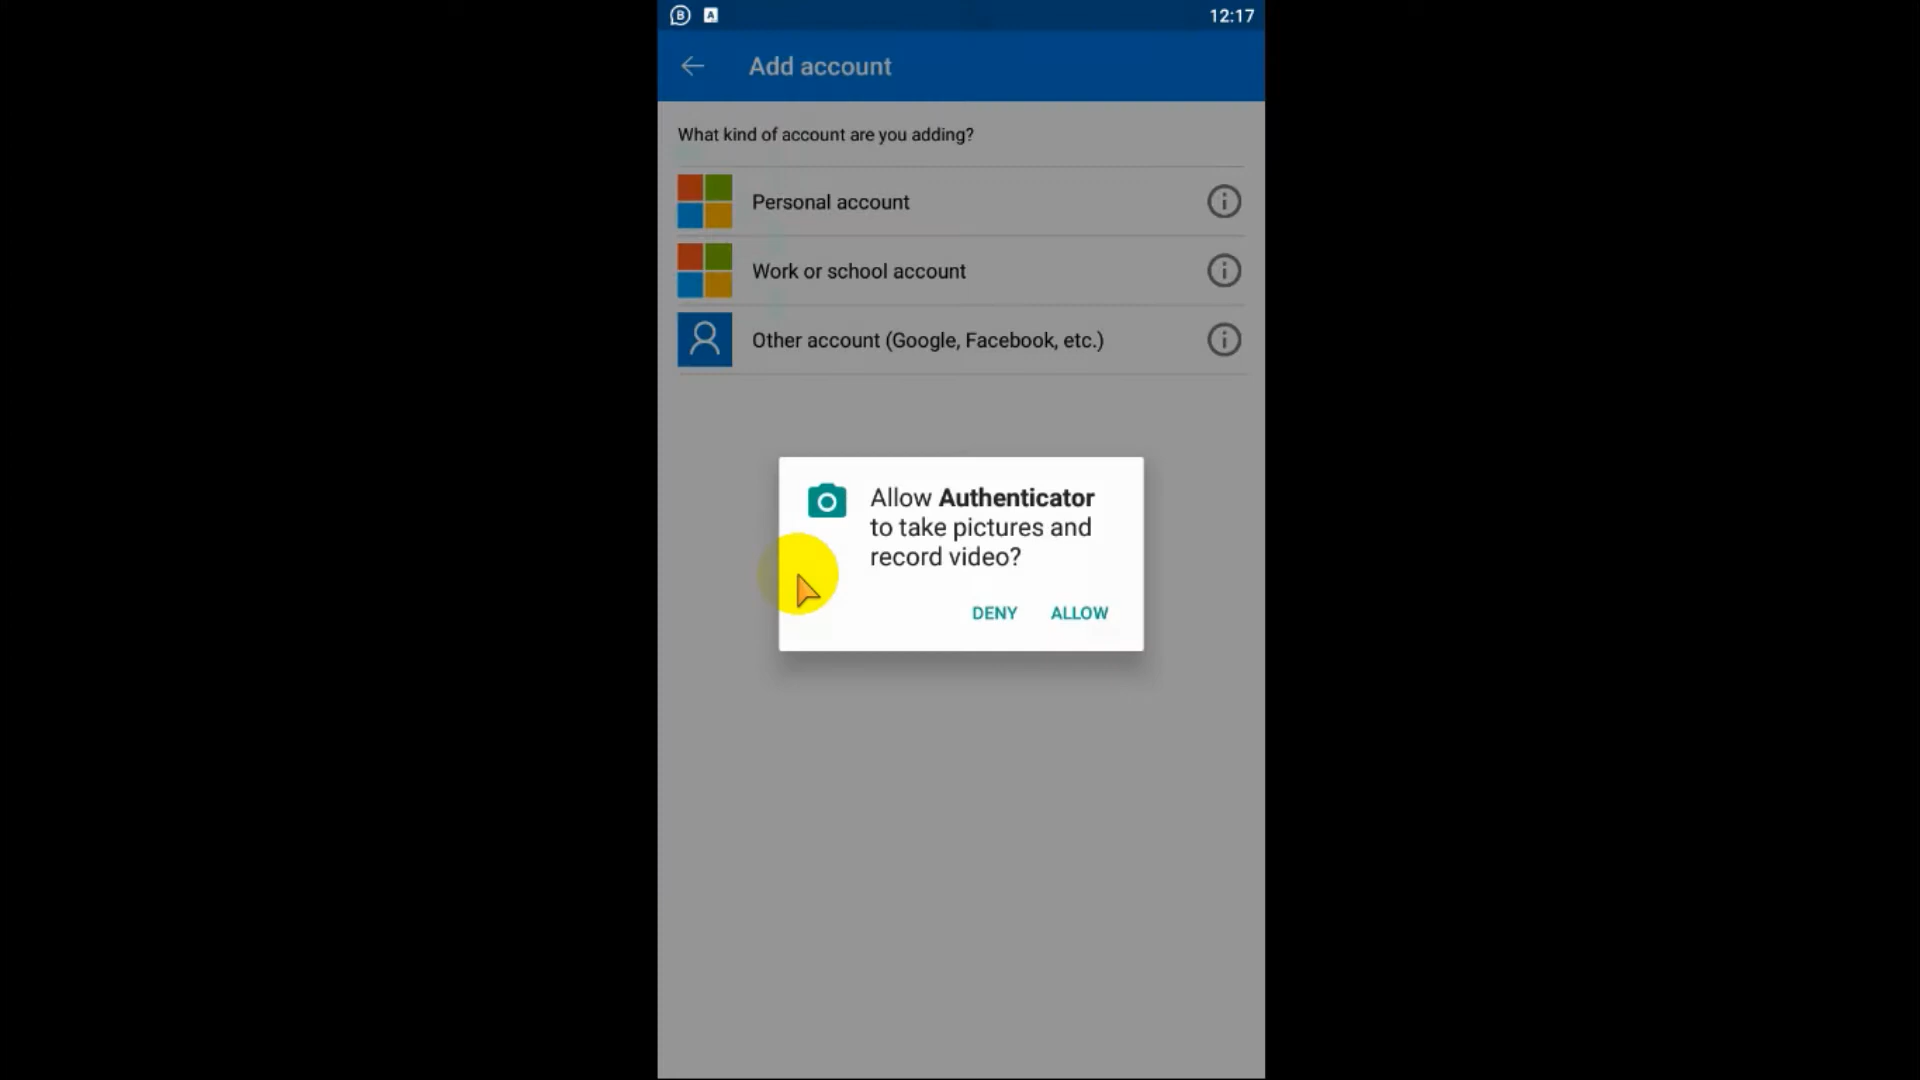 B A 12:17
Add account
What kind of account are you adding?
Personal account
Work or school account
Other account (Google, Facebook, etc.)
Allow Authenticator
to take pictures and
record video?
DENY ALLOW